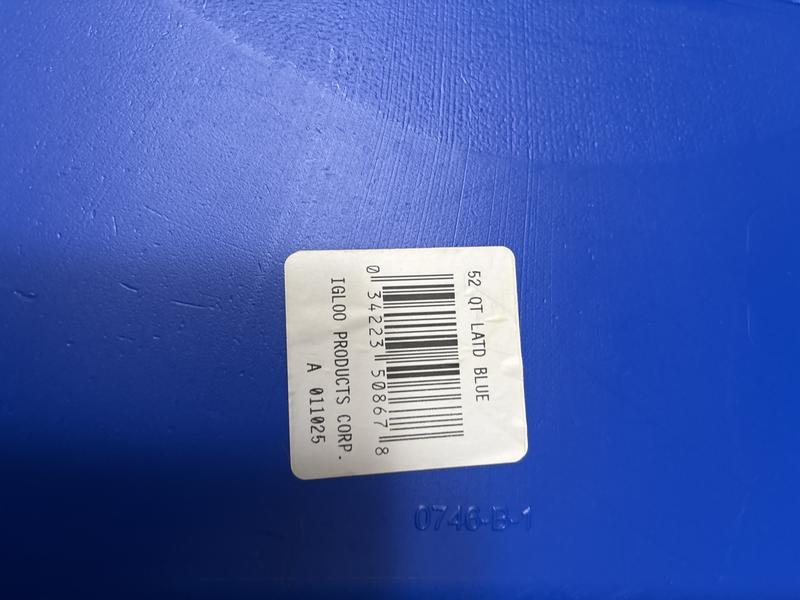 52 QT LATD BLUE
0 34223 50867 8
IGLOO PRODUCTS CORP.
A 011025
0746-B-1